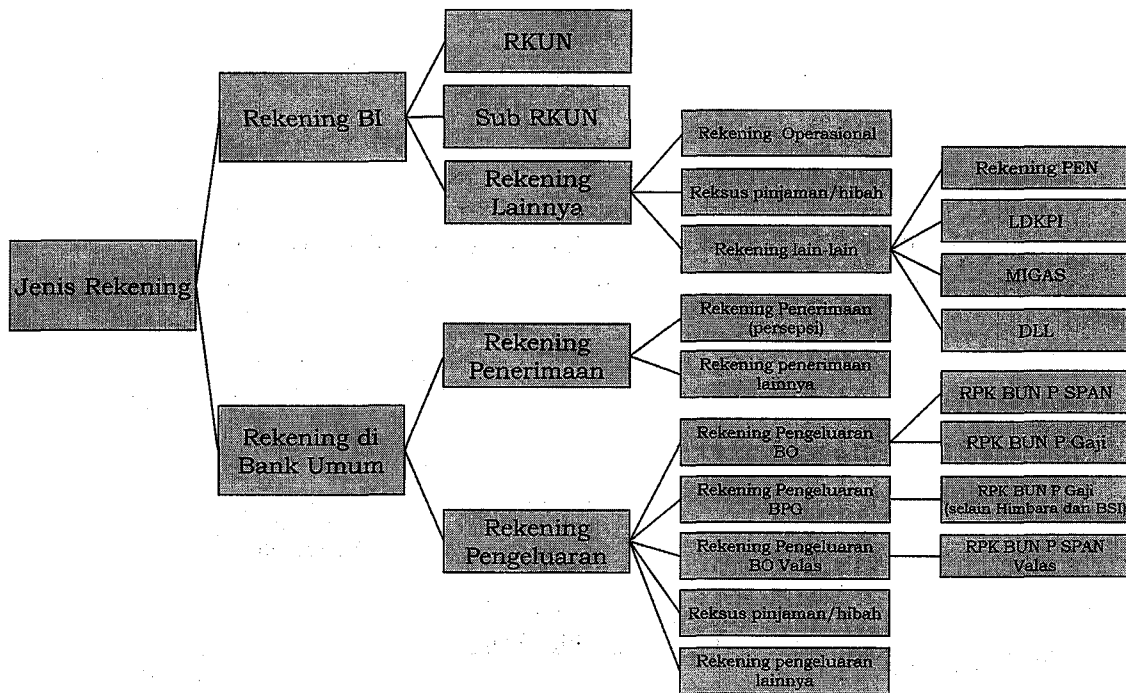 Jenis Rekening
Rekening BI
RKUN
Sub RKUN
Rekening
Lainnya
Rekening Operasional
Reksus pinjaman/hibah
Rekening lain-lain
Rekening PEN
LDKPI
MIGAS
DLL
Rekening di
Bank Umum
Rekening
Penerimaan
Rekening Penerimaan
(persepsi)
Rekening penerimaan
lainnya
Rekening
Pengeluaran
Rekening Pengeluaran
BO
RPK BUN P SPAN
RPK BUN P Gaji
Rekening Pengeluaran
BPG
RPK BUN P Gaji
(selain Himbara dan BSI)
Rekening Pengeluaran
BO Valas
RPK BUN P SPAN
Valas
Reksus pinjaman/hibah
Rekening pengeluaran
lainnya